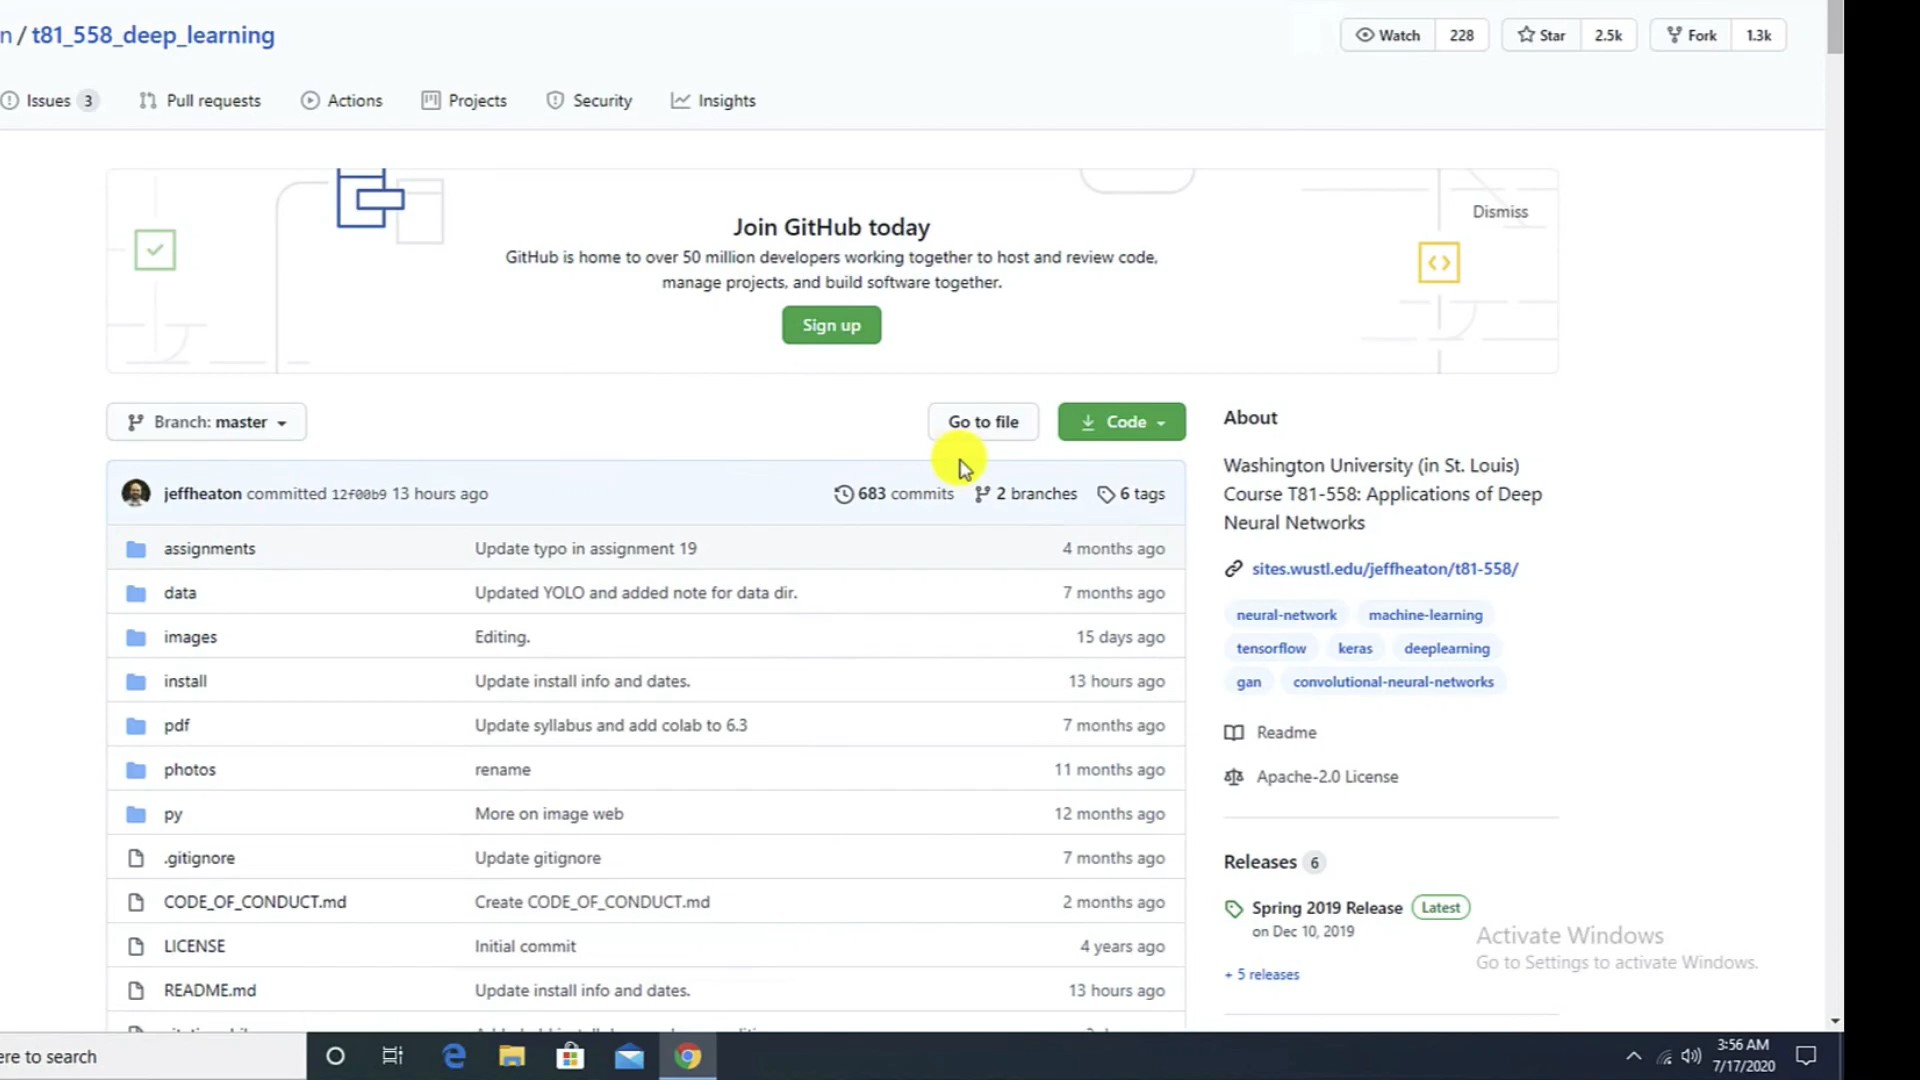 n / t81_558_deep_learning
Watch 228 Star 2.5k Fork 1.3k
Issues 3 Pull requests Actions Projects Security Insights
Dismiss
Join GitHub today
GitHub is home to over 50 million developers working together to host and review code,
manage projects, and build software together.
Sign up
Branch: master Go to file Code
jeffheaton committed 12f00b9 13 hours ago 683 commits 2 branches 6 tags
assignments Update typo in assignment 19 4 months ago
data Updated YOLO and added note for data dir. 7 months ago
images Editing. 15 days ago
install Update install info and dates. 13 hours ago
pdf Update syllabus and add colab to 6.3 7 months ago
photos rename 11 months ago
py More on image web 12 months ago
.gitignore Update gitignore 7 months ago
CODE_OF_CONDUCT.md Create CODE_OF_CONDUCT.md 2 months ago
LICENSE Initial commit 4 years ago
README.md Update install info and dates. 13 hours ago
About
Washington University (in St. Louis)
Course T81-558: Applications of Deep
Neural Networks
sites.wustl.edu/jeffheaton/t81-558/
neural-network machine-learning
tensorflow keras deeplearning
gan convolutional-neural-networks
Readme
Apache-2.0 License
Releases 6
Spring 2019 Release Latest
on Dec 10, 2019
+ 5 releases
Activate Windows
Go to Settings to activate Windows.
ere to search
3:56 AM
7/17/2020